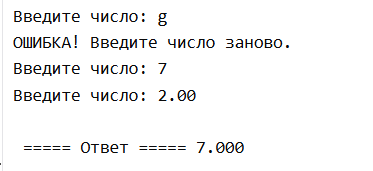 Введите число: g
ОШИБКА! Введите число заново.
Введите число: 7
Введите число: 2.00
===== Ответ ===== 7.000